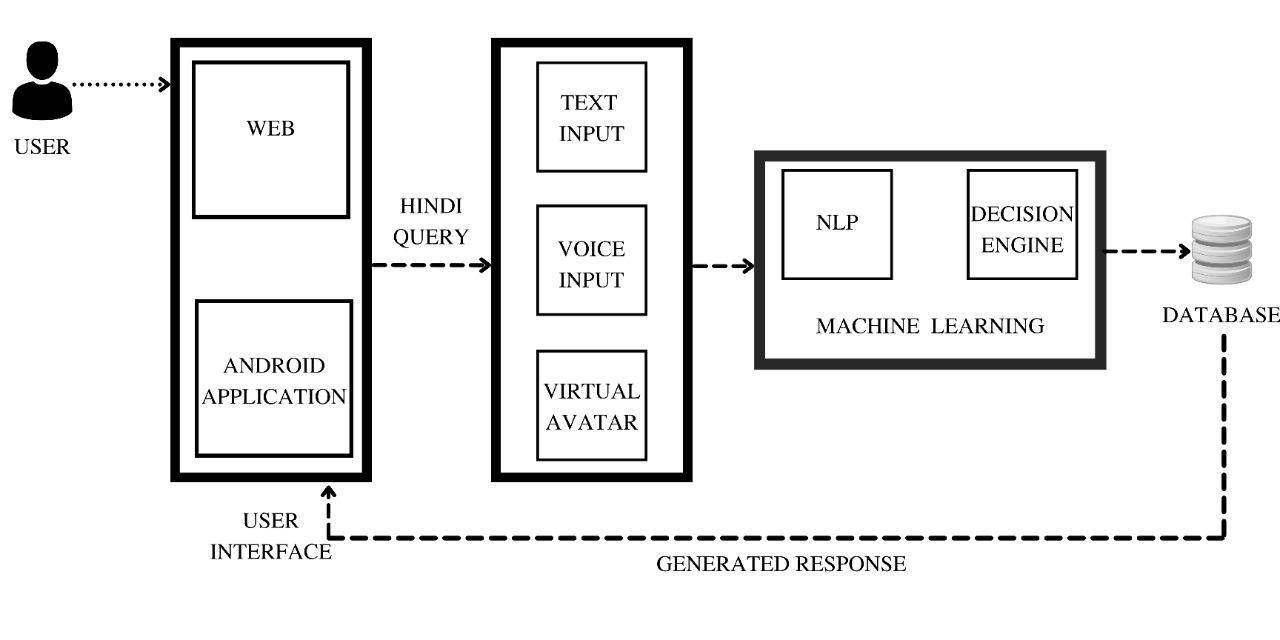 USER
WEB
ANDROID
APPLICATION
USER
INTERFACE
HINDI
QUERY
TEXT
INPUT
VOICE
INPUT
VIRTUAL
AVATAR
NLP
DECISION
ENGINE
MACHINE LEARNING
DATABASE
GENERATED RESPONSE